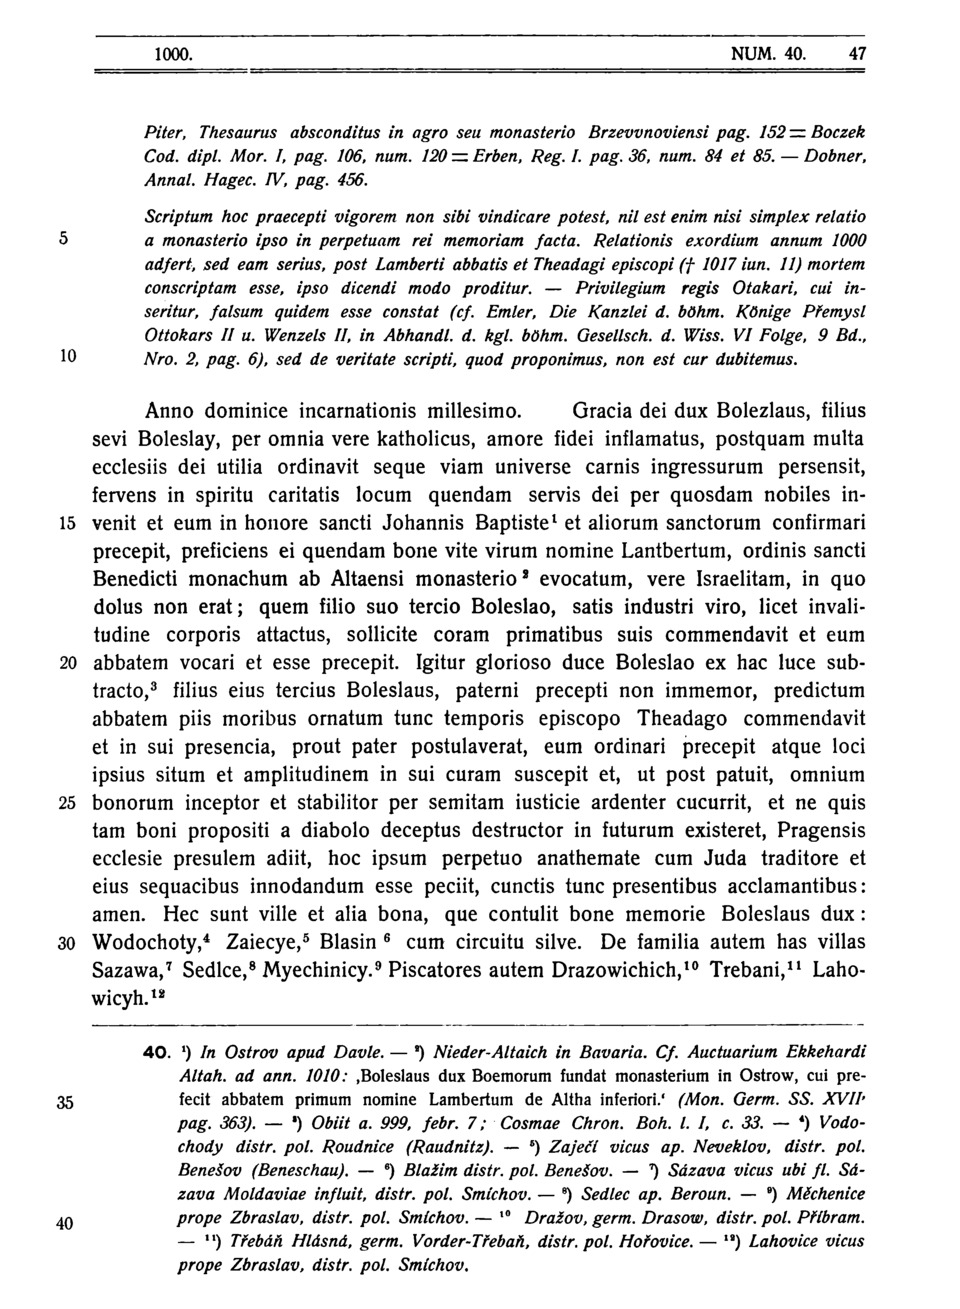 1000. NUM. 40. 47
Piter, Thesaurus absconditus in agro seu monasterio Brzevvnoviensi pag. 152 = Boczek
Cod. dipl. Mor. I, pag. 106, num. 120 = Erben, Reg. I. pag. 36, num. 84 et 85. — Dobner,
Annal. Hagec. IV, pag. 456.
Scriptum hoc praecepti vigorem non sibi vindicare potest, nil est enim nisi simplex relatio
5 a monasterio ipso in perpetuam rei memoriam facta. Relationis exordium annum 1000
adfert, sed eam serius, post Lamberti abbatis et Theadagi episcopi († 1017 iun. 11) mortem
conscriptam esse, ipso dicendi modo proditur. — Privilegium regis Otakari, cui in-
seritur, falsum quidem esse constat (cf. Emler, Die Kanzlei d. böhm. Könige Přemysl
Ottokars II u. Wenzels II, in Abhandl. d. kgl. böhm. Gesellsch. d. Wiss. VI Folge, 9 Bd.,
10 Nro. 2, pag. 6), sed de veritate scripti, quod proponimus, non est cur dubitemus.
Anno dominice incarnationis millesimo. Gracia dei dux Bolezlaus, filius
sevi Boleslay, per omnia vere katholicus, amore fidei inflamatus, postquam multa
ecclesiis dei utilia ordinavit seque viam universe carnis ingressurum persensit,
fervens in spiritu caritatis locum quendam servis dei per quosdam nobiles in-
15 venit et eum in honore sancti Johannis Baptiste¹ et aliorum sanctorum confirmari
precepit, preficiens ei quendam bone vite virum nomine Lantbertum, ordinis sancti
Benedicti monachum ab Altaensi monasterio² evocatum, vere Israelitam, in quo
dolus non erat; quem filio suo tercio Boleslao, satis industri viro, licet invali-
tudine corporis attactus, sollicite coram primatibus suis commendavit et eum
20 abbatem vocari et esse precepit. Igitur glorioso duce Boleslao ex hac luce sub-
tracto,³ filius eius tercius Boleslaus, paterni precepti non immemor, predictum
abbatem piis moribus ornatum tunc temporis episcopo Theadago commendavit
et in sui presencia, prout pater postulaverat, eum ordinari precepit atque loci
ipsius situm et amplitudinem in sui curam suscepit et, ut post patuit, omnium
25 bonorum inceptor et stabilitor per semitam iusticie ardenter cucurrit, et ne quis
tam boni propositi a diabolo deceptus destructor in futurum existeret, Pragensis
ecclesie presulem adiit, hoc ipsum perpetuo anathemate cum Juda traditore et
eius sequacibus innodandum esse peciit, cunctis tunc presentibus acclamantibus:
amen. Hec sunt ville et alia bona, que contulit bone memorie Boleslaus dux:
30 Wodochoty,⁴ Zaiecye,⁵ Blasin⁶ cum circuitu silve. De familia autem has villas
Sazawa,⁷ Sedlce,⁸ Myechinicy.⁹ Piscatores autem Drazowichich,¹⁰ Trebani,¹¹ Laho-
wicyh.¹²
40. ¹) In Ostrov apud Davle. — ²) Nieder-Altaich in Bavaria. Cf. Auctuarium Ekkehardi
Altah. ad ann. 1010: ‚Boleslaus dux Boemorum fundat monasterium in Ostrow, cui pre-
35 fecit abbatem primum nomine Lambertum de Altha inferiori.‘ (Mon. Germ. SS. XVII
pag. 363). — ³) Obiit a. 999, febr. 7; Cosmae Chron. Boh. l. I, c. 33. — ⁴) Vodo-
chody distr. pol. Roudnice (Raudnitz). — ⁵) Zaječí vicus ap. Neveklov, distr. pol.
Benešov (Beneschau). — ⁶) Blažim distr. pol. Benešov. — ⁷) Sázava vicus ubi fl. Sá-
zava Moldaviae influit, distr. pol. Smíchov. — ⁸) Sedlec ap. Beroun. — ⁹) Měchenice
40 prope Zbraslav, distr. pol. Smíchov. — ¹⁰ Dražov, germ. Drasow, distr. pol. Příbram.
— ¹¹) Třebáň Hlásná, germ. Vorder-Třebaň, distr. pol. Hořovice. — ¹²) Lahovice vicus
prope Zbraslav, distr. pol. Smíchov.